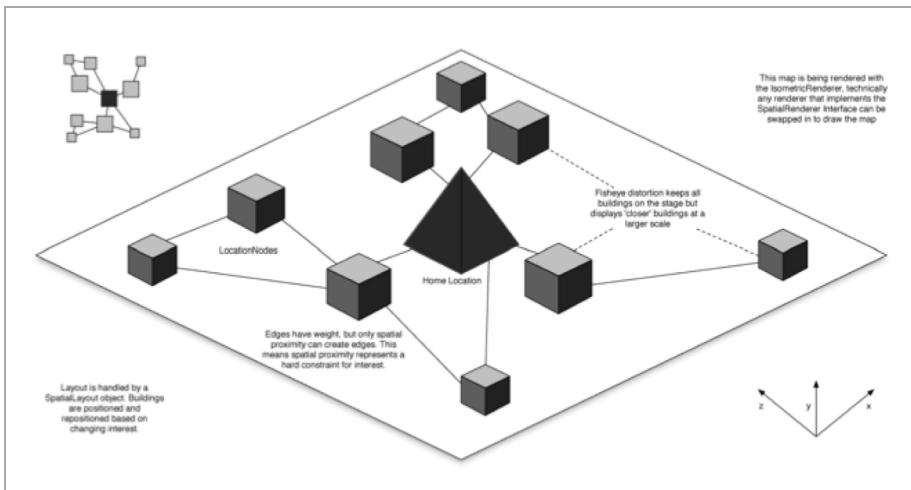 This map is being rendered with
the IsometricRenderer, technically
any renderer that implements the
SpatialRenderer Interface can be
swapped in to draw the map
Fisheye distortion keeps all
buildings on the stage but
displays 'closer' buildings at a
larger scale
LocationNodes
Home Location
Edges have weight, but only spatial
proximity can create edges. This
means spatial proximity represents a
hard constraint for interest.
Layout is handled by a
SpatialLayout object. Buildings
are positioned and
repositioned based on
changing interest
z
y
x